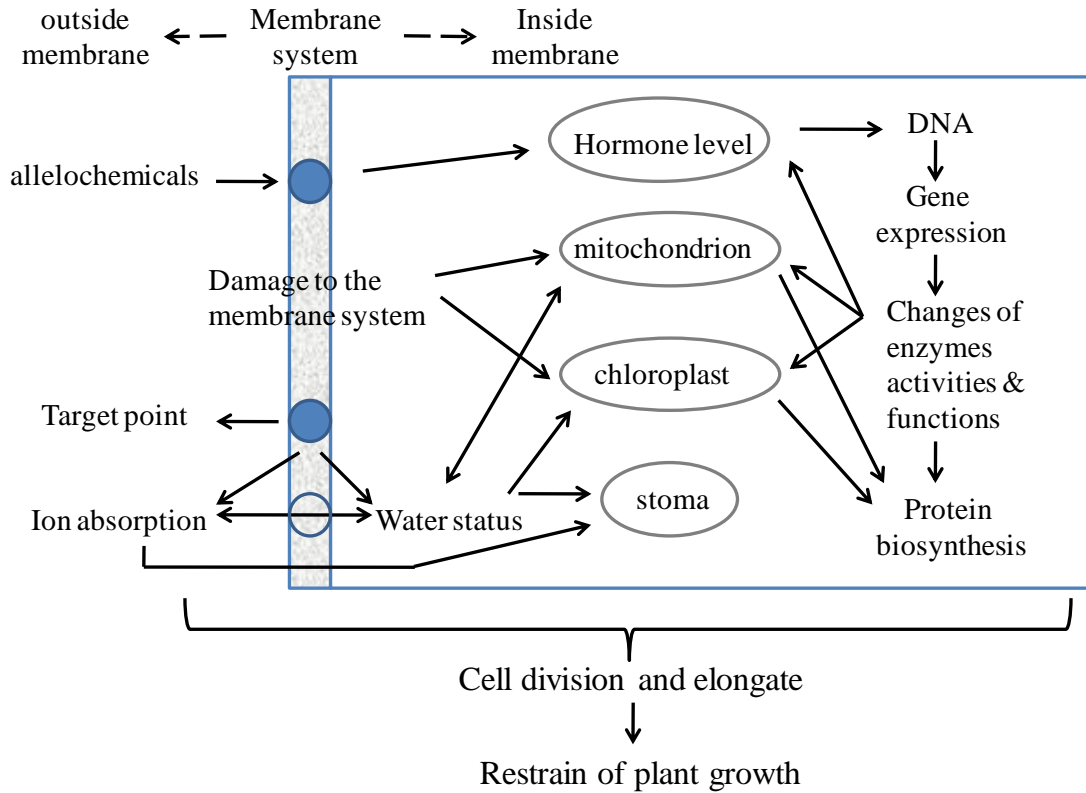 outside
membrane
Membrane
system
Inside
membrane
allelochemicals
Hormone level
DNA
Gene
expression
mitochondrion
Damage to the
membrane system
Changes of
enzymes
activities &
functions
chloroplast
Target point
stoma
Ion absorption
Water status
Protein
biosynthesis
Cell division and elongate
Restrain of plant growth